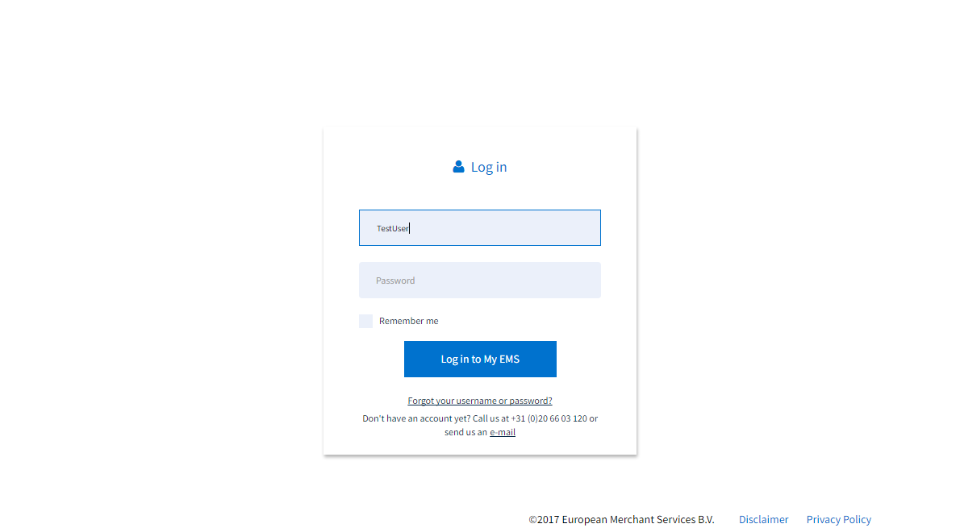 Log in
TestUser
Password
Remember me
Log in to My EMS
Forgot your username or password?
Don't have an account yet? Call us at +31 (0)20 66 03 120 or
send us an e-mail
©2017 European Merchant Services B.V. Disclaimer Privacy Policy